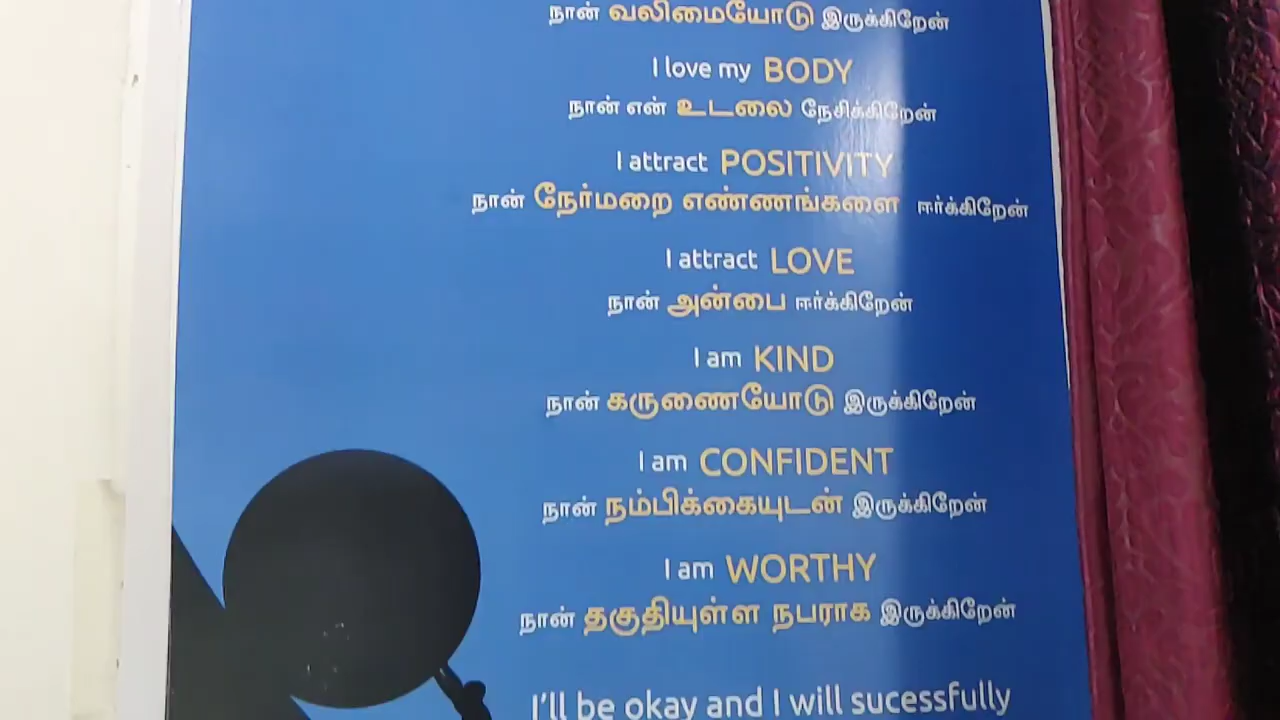 நான் வலிமையோடு இருக்கிறேன்
I love my BODY
நான் என் உடலை நேசிக்கிறேன்
I attract POSITIVITY
நான் நேர்மறை எண்ணங்களை ஈர்க்கிறேன்
I attract LOVE
நான் அன்பை ஈர்க்கிறேன்
I am KIND
நான் கருணையோடு இருக்கிறேன்
I am CONFIDENT
நான் நம்பிக்கையுடன் இருக்கிறேன்
I am WORTHY
நான் தகுதியுள்ள நபராக இருக்கிறேன்
I'll be okay and I will sucessfully